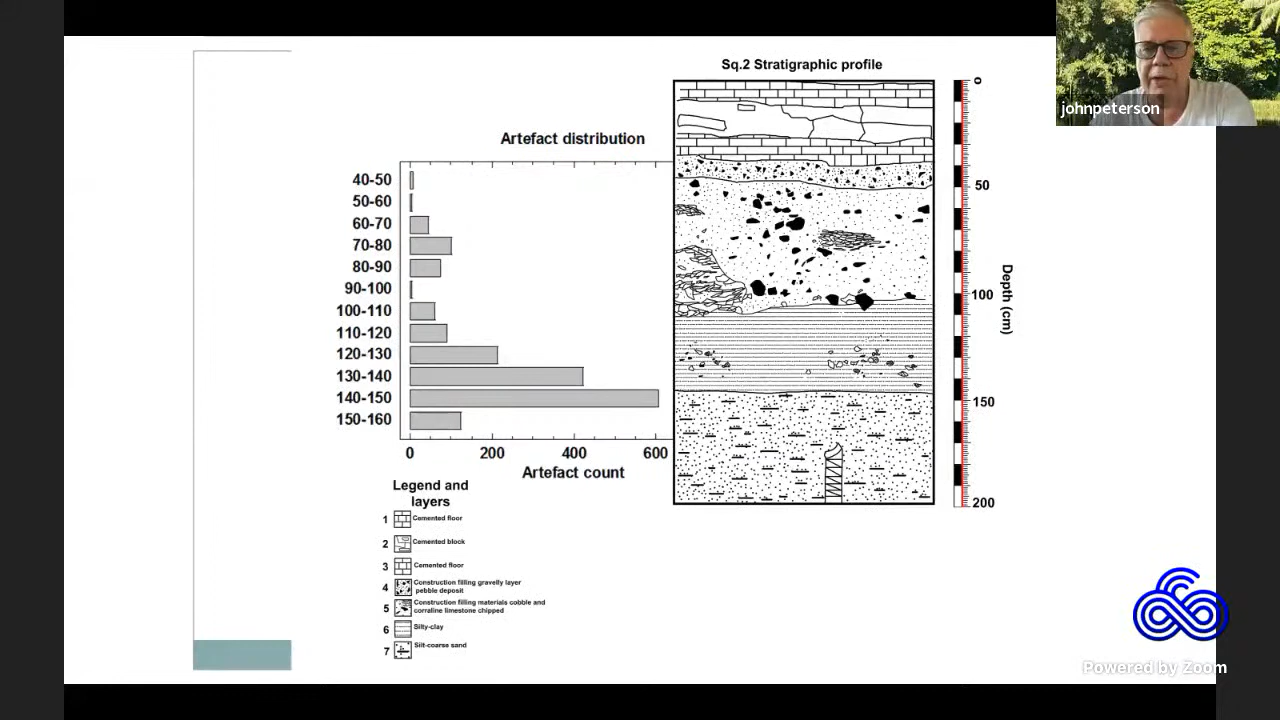 johnpeterson
Sq.2 Stratigraphic profile
Artefact distribution
40-50
50-60
60-70
70-80
80-90
90-100
100-110
110-120
120-130
130-140
140-150
150-160
0 200 400 600
Artefact count
0
50
100
150
200
Depth (cm)
Legend and
layers
1 Cemented floor
2 Cemented block
3 Cemented floor
4 Construction filling gravelly layer
pebble deposit
5 Construction filling materials cobble and
corraline limestone chipped
6 Silty-clay
7 Silt-coarse sand
Powered by Zoom